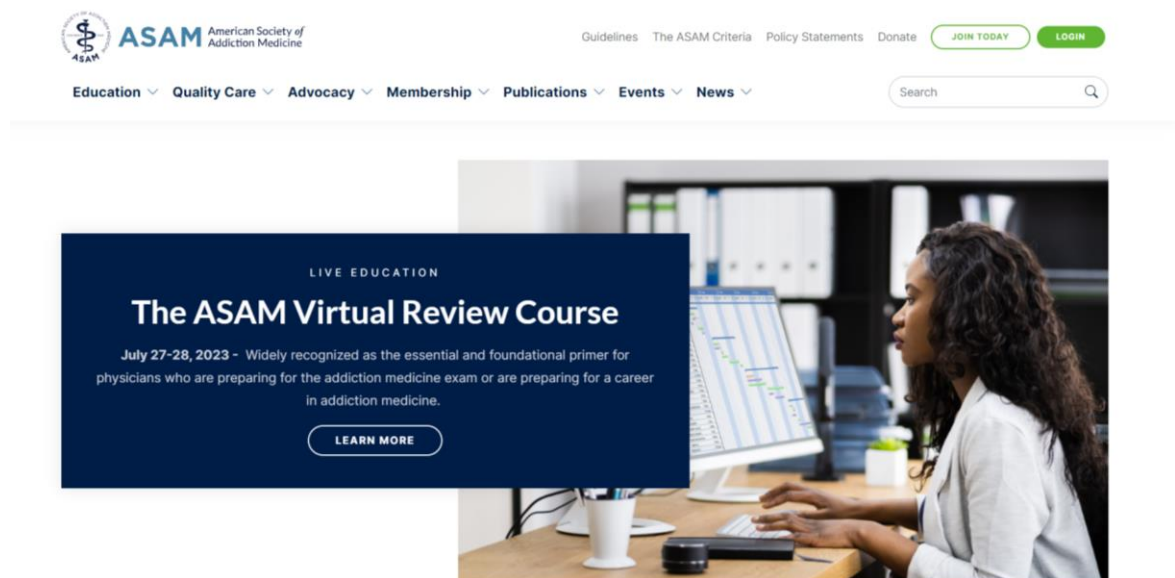 ASAM
American Society of
Addiction Medicine
ASAM
Guidelines
The ASAM Criteria
Policy Statements
Donate
JOIN TODAY
LOGIN
Education
Quality Care
Advocacy
Membership
Publications
Events
News
Search
LIVE EDUCATION
The ASAM Virtual Review Course
July 27-28, 2023 - Widely recognized as the essential and foundational primer for
physicians who are preparing for the addiction medicine exam or are preparing for a career
in addiction medicine.
LEARN MORE